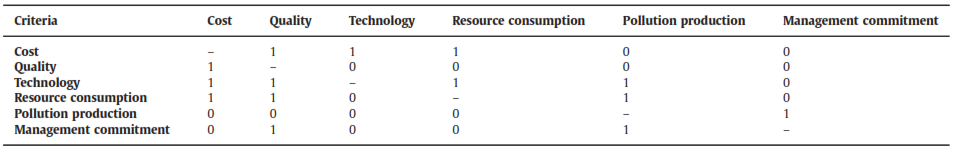 Criteria Cost Quality Technology Resource consumption Pollution production Management commitment
Cost – 1 1 1 0 0
Quality 1 – 0 0 0 0
Technology 1 1 – 1 1 0
Resource consumption 1 1 0 – 1 0
Pollution production 0 0 0 0 – 1
Management commitment 0 1 0 0 1 –